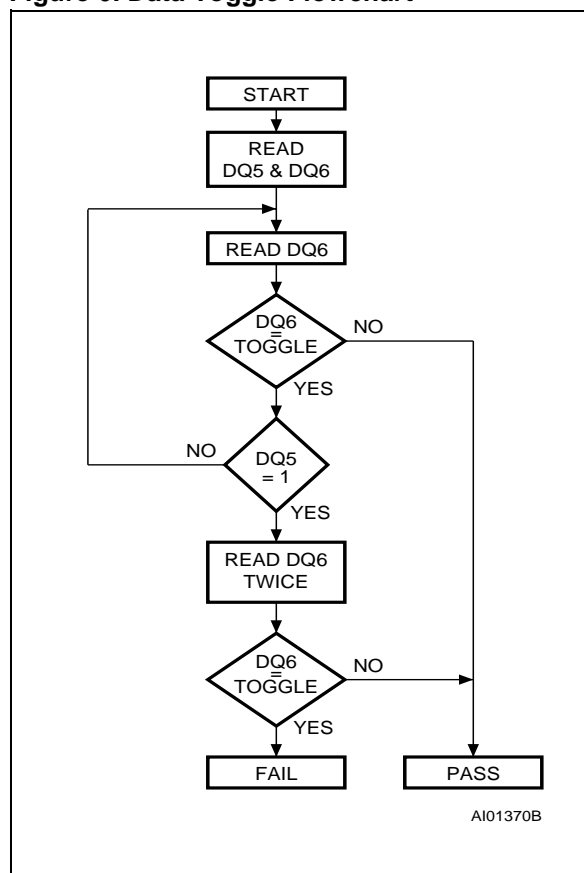 Figure Data Toggle Flowchart
START
READ
DQ5 & DQ6
READ DQ6
DQ6
=
TOGGLE
NO
YES
NO
DQ5
= 1
YES
READ DQ6
TWICE
DQ6
=
TOGGLE
NO
YES
FAIL
PASS
AI01370B